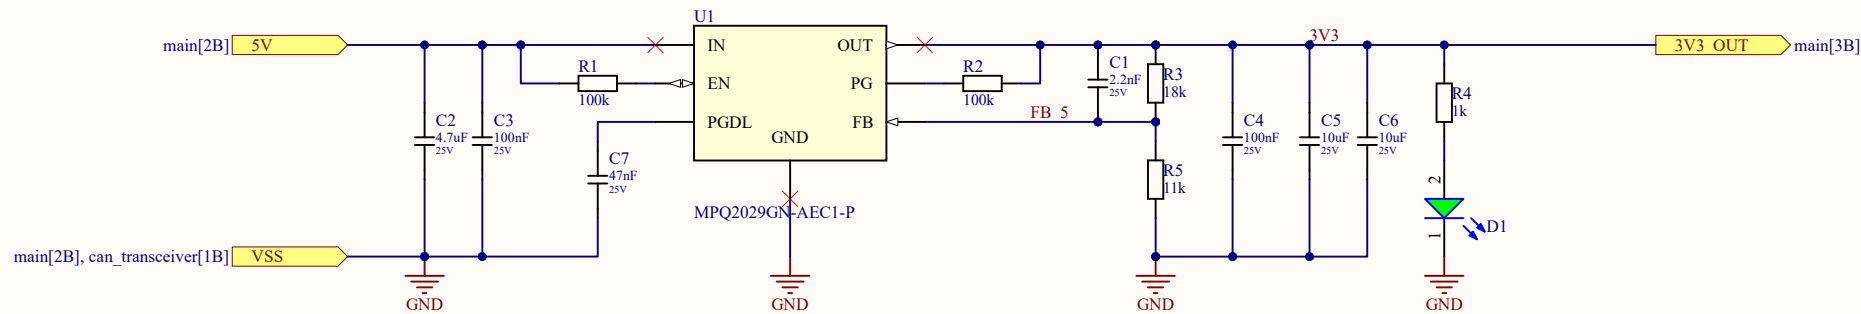 U1
main[2B] 5V
IN
OUT
3V3
3V3_OUT main[3B]
R1
100k
EN
PG
R2
100k
C1
2.2nF
25V
R3
18k
R4
1k
PGDL
FB
FB_5
GND
C2
4.7uF
25V
C3
100nF
25V
C7
47nF
25V
C4
100nF
25V
C5
10uF
25V
C6
10uF
25V
R5
11k
2
MPQ2029GN-AEC1-P
1
D1
main[2B], can_transceiver[1B] VSS
GND
GND
GND
GND